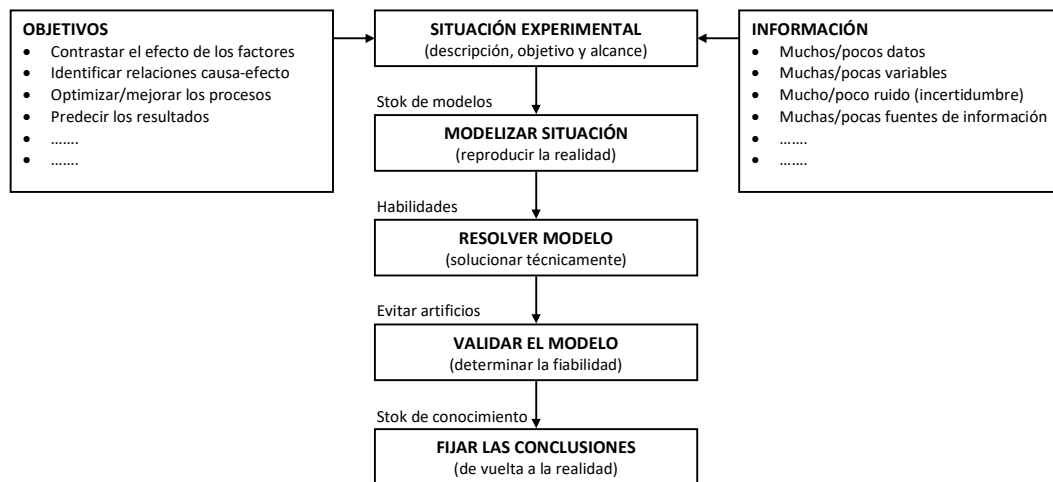 OBJETIVOS
• Contrastar el efecto de los factores
• Identificar relaciones causa-efecto
• Optimizar/mejorar los procesos
• Predecir los resultados
• …….
• …….
SITUACIÓN EXPERIMENTAL
(descripción, objetivo y alcance)
INFORMACIÓN
• Muchos/pocos datos
• Muchas/pocas variables
• Mucho/poco ruido (incertidumbre)
• Muchas/pocas fuentes de información
• …….
• …….
Stok de modelos
MODELIZAR SITUACIÓN
(reproducir la realidad)
Habilidades
RESOLVER MODELO
(solucionar técnicamente)
Evitar artificios
VALIDAR EL MODELO
(determinar la fiabilidad)
Stok de conocimiento
FIJAR LAS CONCLUSIONES
(de vuelta a la realidad)